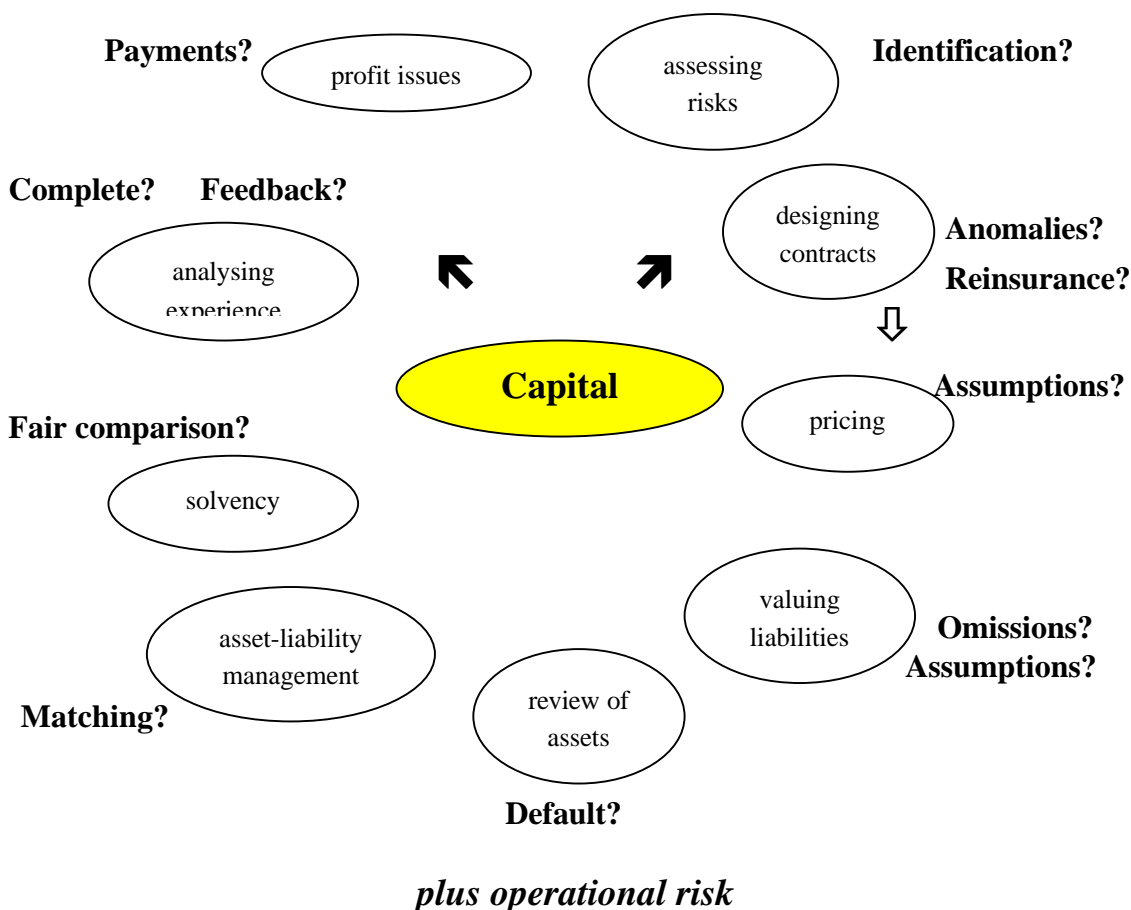 Payments?
profit issues
assessing
risks
Identification?
Complete? Feedback?
analysing
experience
designing
contracts
Anomalies?
Reinsurance?
Capital
Assumptions?
pricing
Fair comparison?
solvency
valuing
liabilities
Omissions?
Assumptions?
asset-liability
management
Matching?
review of
assets
Default?
plus operational risk